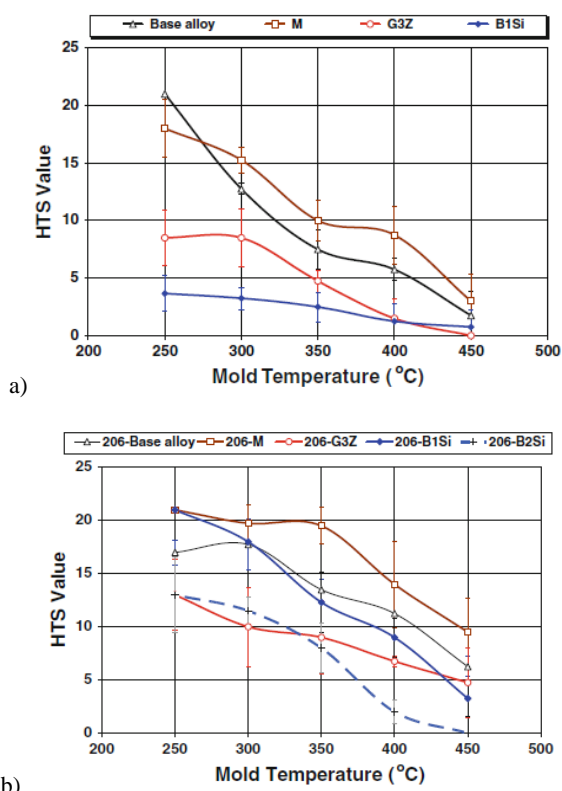 Base alloy M G3Z B1Si
25
20
15
10
5
0
HTS Value
200 250 300 350 400 450 500
Mold Temperature (°C)
a)
206-Base alloy 206-M 206-G3Z 206-B1Si 206-B2Si
25
20
15
10
5
0
HTS Value
200 250 300 350 400 450 500
Mold Temperature (°C)
b)